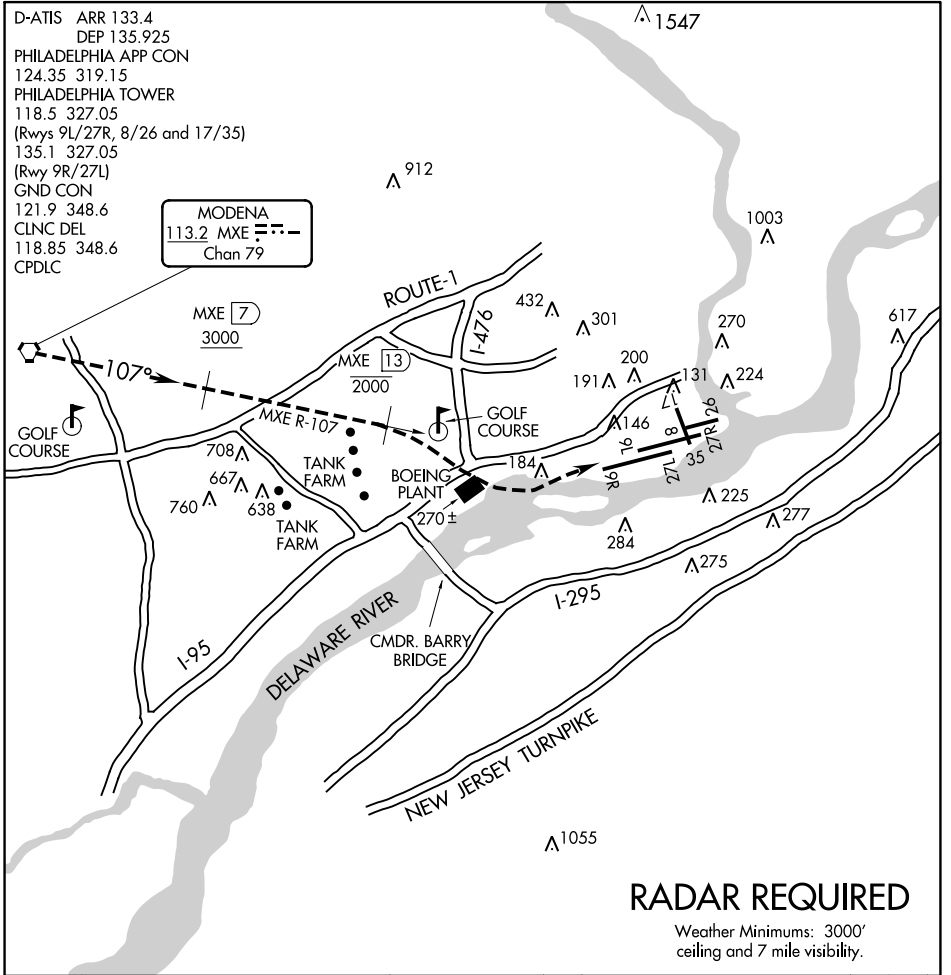 D-ATIS ARR 133.4
DEP 135.925
PHILADELPHIA APP CON
124.35 319.15
PHILADELPHIA TOWER
118.5 327.05
(Rwys 9L/27R, 8/26 and 17/35)
135.1 327.05
(Rwy 9R/27L)
GND CON
121.9 348.6
CLNC DEL
118.85 348.6
CPDLC
1547
912
MODENA
113.2 MXE
Chan 79
1003
ROUTE-1
MXE 7
3000
I-476
432
301
270
617
107°
MXE 13
2000
200
191
131
224
MXE R-107
GOLF
COURSE
GOLF
COURSE
146
17
8
26
9L
27R
9R
27L
35
708
TANK
FARM
BOEING
PLANT
184
667
760
638
TANK
FARM
270±
225
284
277
275
I-295
CMDR. BARRY
BRIDGE
DELAWARE RIVER
I-95
NEW JERSEY TURNPIKE
1055
RADAR REQUIRED
Weather Minimums: 3000'
ceiling and 7 mile visibility.